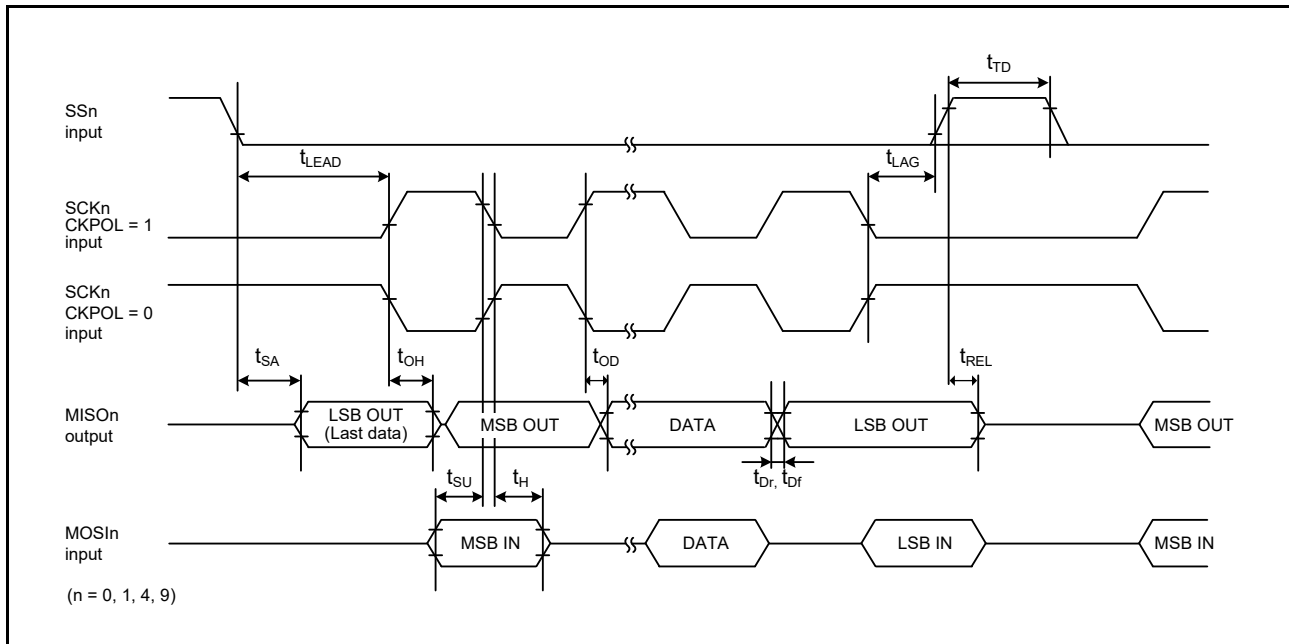 tTD
SSn
input
tLEAD
tLAG
SCKn
CKPOL = 1
input
SCKn
CKPOL = 0
input
tSA
tOH
tOD
tREL
MISOn
output
LSB OUT
(Last data)
MSB OUT
DATA
LSB OUT
MSB OUT
tSU
tH
tDr, tDf
MOSIn
input
MSB IN
DATA
LSB IN
MSB IN
(n = 0, 1, 4, 9)